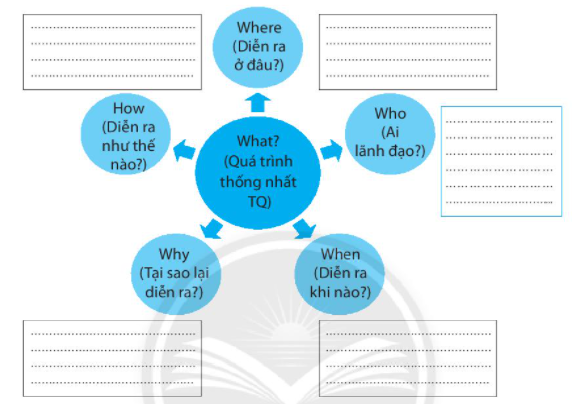 Where
(Diễn ra
ở đâu?)
How
(Diễn ra
như thế
nào?)
What?
(Quá trình
thống nhất
TQ)
Who
(Ai
lãnh đạo?)
Why
(Tại sao lại
diễn ra?)
When
(Diễn ra
khi nào?)